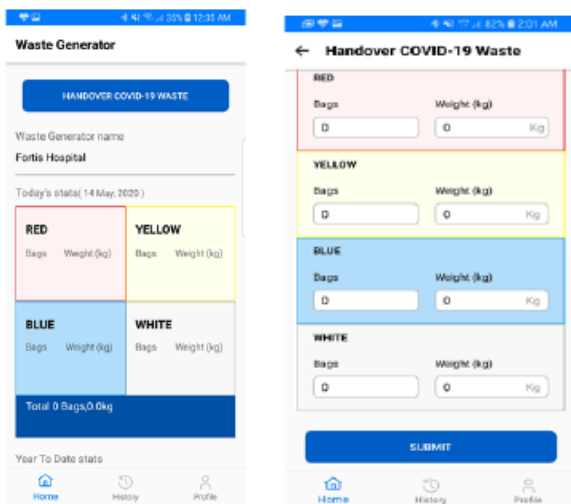 35% 12:35 AM
Waste Generator
HANDOVER COVID-19 WASTE
Waste Generator name
Fortis Hospital
Today's stats( 14 May, 2020 )
RED YELLOW
Bags Weight (kg) Bags Weight (kg)
BLUE WHITE
Bags Weight (kg) Bags Weight (kg)
Total 0 Bags,0.0kg
Year To Date stats
Home History Profile
82% 2:01 AM
← Handover COVID-19 Waste
RED
Bags Weight (kg)
0 0 Kg
YELLOW
Bags Weight (kg)
0 0 Kg
BLUE
Bags Weight (kg)
0 0 Kg
WHITE
Bags Weight (kg)
0 0 Kg
SUBMIT
Home History Profile